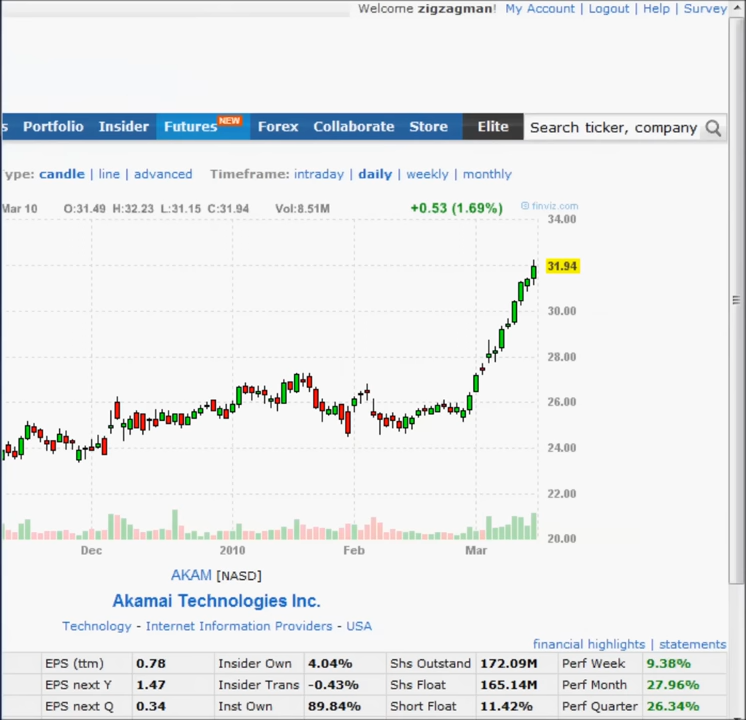 Welcome zigzagman! My Account | Logout | Help | Survey
s Portfolio Insider Futures NEW Forex Collaborate Store Elite Search ticker, company
ype: candle | line | advanced Timeframe: intraday | daily | weekly | monthly
Mar 10 O:31.49 H:32.23 L:31.15 C:31.94 Vol:8.51M +0.53 (1.69%) finviz.com
34.00
31.94
30.00
28.00
26.00
24.00
22.00
20.00
Dec 2010 Feb Mar
AKAM [NASD]
Akamai Technologies Inc.
Technology - Internet Information Providers - USA
financial highlights | statements
EPS (ttm) 0.78 Insider Own 4.04% Shs Outstand 172.09M Perf Week 9.38%
EPS next Y 1.47 Insider Trans -0.43% Shs Float 165.14M Perf Month 27.96%
EPS next Q 0.34 Inst Own 89.84% Short Float 11.42% Perf Quarter 26.34%